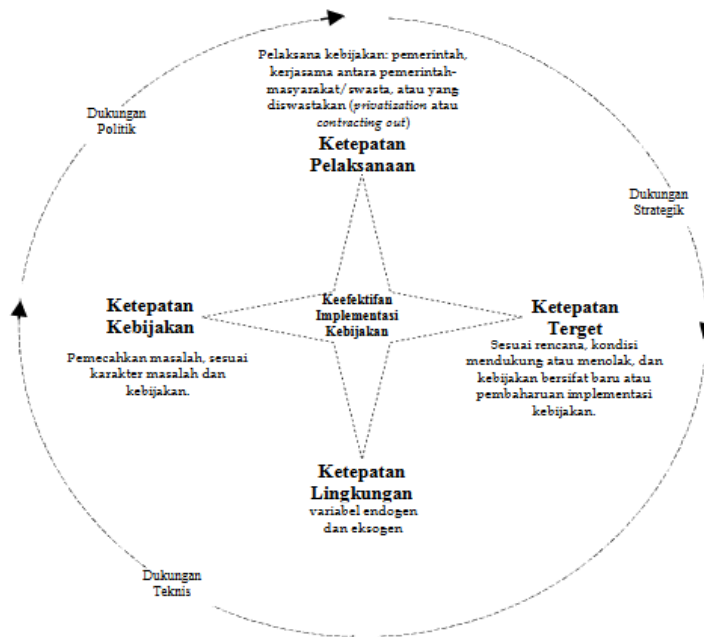 Pelaksana kebijakan: pemerintah,
kerjasama antara pemerintah-
masyarakat/swasta, atau yang
diswastakan (privatization atau
contracting out)
Ketepatan
Pelaksanaan
Dukungan
Politik
Dukungan
Strategik
Ketepatan
Kebijakan
Pemecahkan masalah, sesuai
karakter masalah dan
kebijakan.
Keefektifan
Implementasi
Kebijakan
Ketepatan
Terget
Sesuai rencana, kondisi
mendukung atau menolak, dan
kebijakan bersifat baru atau
pembaharuan implementasi
kebijakan.
Ketepatan
Lingkungan
variabel endogen
dan eksogen
Dukungan
Teknis